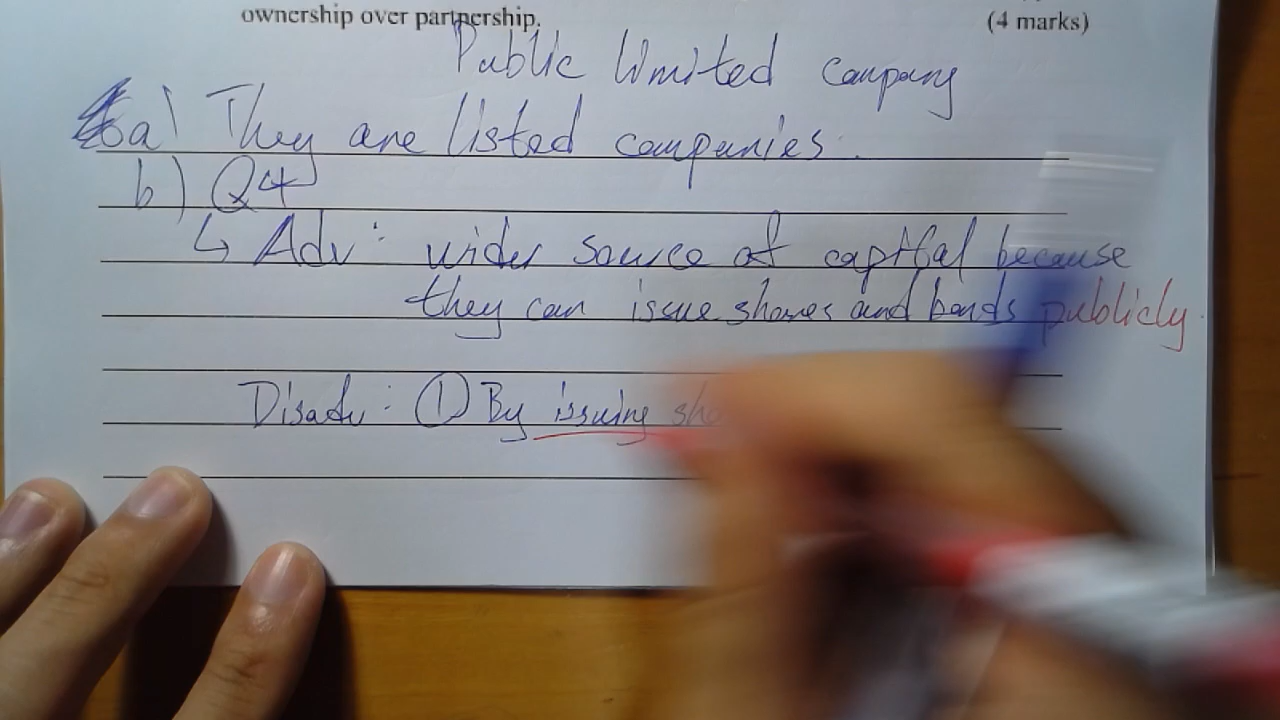 ownership over partnership. (4 marks)
Public limited company
6a) They are listed companies.
b) Q4
↳ Adv: wider source of capital because
they can issue shares and bonds publicly.
Disadv: ① By issuing